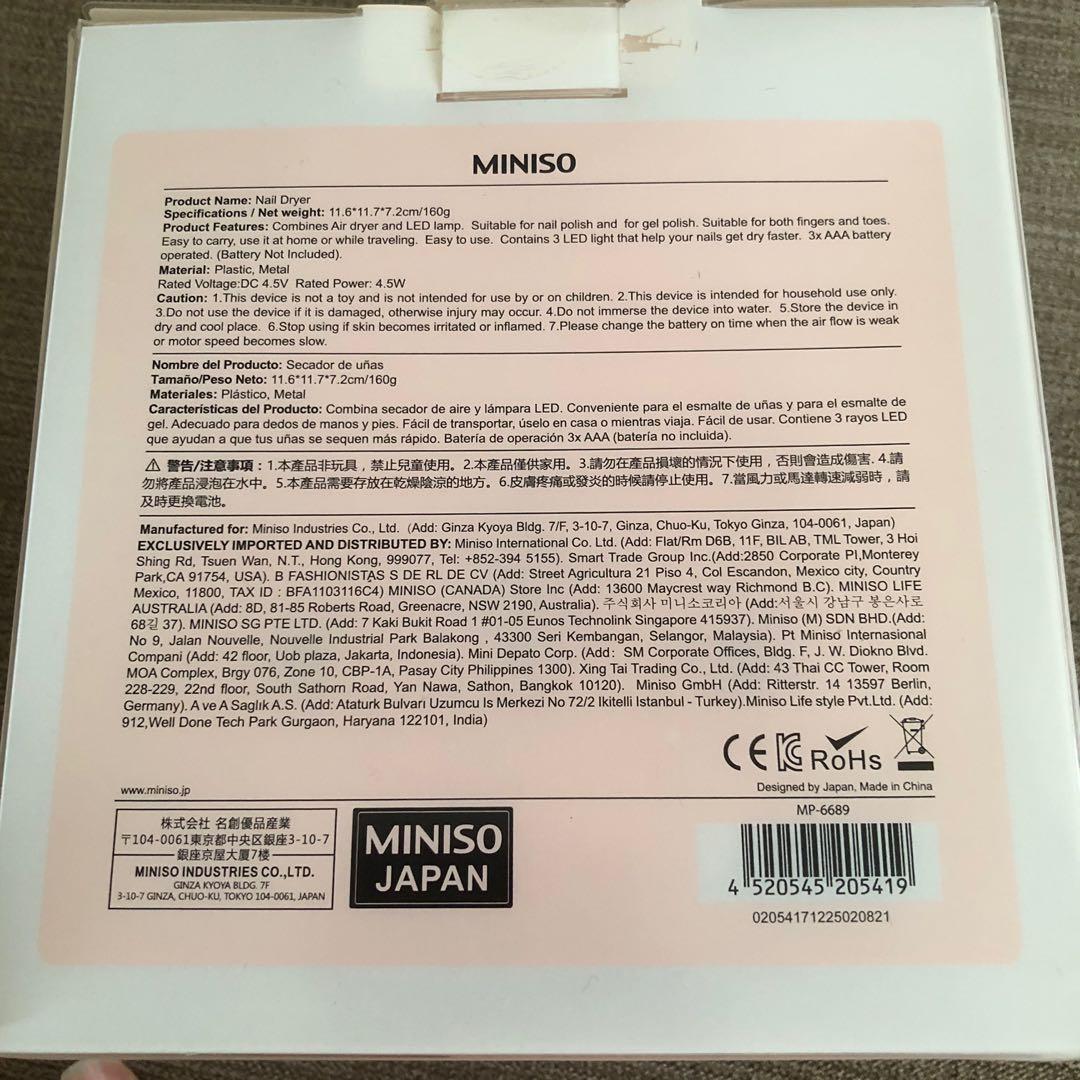 MINISO
Product Name: Nail Dryer
Specifications / Net weight: 11.6*11.7*7.2cm/160g
Product Features: Combines Air dryer and LED lamp. Suitable for nail polish and for gel polish. Suitable for both fingers and toes.
Easy to carry, use it at home or while traveling. Easy to use. Contains 3 LED light that help your nails get dry faster. 3x AAA battery
operated. (Battery Not Included).
Material: Plastic, Metal
Rated Voltage:DC 4.5V Rated Power: 4.5W
Caution: 1.This device is not a toy and is not intended for use by or on children. 2.This device is intended for household use only.
3.Do not use the device if it is damaged, otherwise injury may occur. 4.Do not immerse the device into water. 5.Store the device in
dry and cool place. 6.Stop using if skin becomes irritated or inflamed. 7.Please change the battery on time when the air flow is weak
or motor speed becomes slow.
Nombre del Producto: Secador de uñas
Tamaño/Peso Neto: 11.6*11.7*7.2cm/160g
Materiales: Plástico, Metal
Características del Producto: Combina secador de aire y lámpara LED. Conveniente para el esmalte de uñas y para el esmalte de
gel. Adecuado para dedos de manos y pies. Fácil de transportar, úselo en casa o mientras viaja. Fácil de usar. Contiene 3 rayos LED
que ayudan a que tus uñas se sequen más rápido. Batería de operación 3x AAA (batería no incluida).
⚠ 警告/注意事項：1.本產品非玩具，禁止兒童使用。2.本產品僅供家用。3.請勿在產品損壞的情況下使用，否則會造成傷害. 4.請
勿將產品浸泡在水中。5.本產品需要存放在乾燥陰涼的地方。6.皮膚疼痛或發炎的時候請停止使用。7.當風力或馬達轉速減弱時，請
及時更換電池。
Manufactured for: Miniso Industries Co., Ltd. (Add: Ginza Kyoya Bldg. 7/F, 3-10-7, Ginza, Chuo-Ku, Tokyo Ginza, 104-0061, Japan)
EXCLUSIVELY IMPORTED AND DISTRIBUTED BY: Miniso International Co. Ltd. (Add: Flat/Rm D6B, 11F, BIL AB, TML Tower, 3 Hoi
Shing Rd, Tsuen Wan, N.T., Hong Kong, 999077, Tel: +852-394 5155). Smart Trade Group Inc.(Add:2850 Corporate Pl,Monterey
Park,CA 91754, USA). B FASHIONISTAS S DE RL DE CV (Add: Street Agricultura 21 Piso 4, Col Escandon, Mexico city, Country
Mexico, 11800, TAX ID : BFA1103116C4) MINISO (CANADA) Store Inc (Add: 13600 Maycrest way Richmond B.C). MINISO LIFE
AUSTRALIA (Add: 8D, 81-85 Roberts Road, Greenacre, NSW 2190, Australia). 주식회사 미니소코리아 (Add:서울시 강남구 봉은사로
68길 37). MINISO SG PTE LTD. (Add: 7 Kaki Bukit Road 1 #01-05 Eunos Technolink Singapore 415937). Miniso (M) SDN BHD.(Add:
No 9, Jalan Nouvelle, Nouvelle Industrial Park Balakong , 43300 Seri Kembangan, Selangor, Malaysia). Pt Miniso Internasional
Compani (Add: 42 floor, Uob plaza, Jakarta, Indonesia). Mini Depato Corp. (Add: SM Corporate Offices, Bldg. F, J. W. Diokno Blvd.
MOA Complex, Brgy 076, Zone 10, CBP-1A, Pasay City Philippines 1300). Xing Tai Trading Co., Ltd. (Add: 43 Thai CC Tower, Room
228-229, 22nd floor, South Sathorn Road, Yan Nawa, Sathon, Bangkok 10120). Miniso GmbH (Add: Ritterstr. 14 13597 Berlin,
Germany). A ve A Saglık A.S. (Add: Ataturk Bulvarı Uzumcu Is Merkezi No 72/2 Ikitelli Istanbul - Turkey).Miniso Life style Pvt.Ltd. (Add:
912,Well Done Tech Park Gurgaon, Haryana 122101, India)
CE KC RoHs
www.miniso.jp
Designed by Japan, Made in China
株式会社 名創優品産業
〒104-0061東京都中央区銀座3-10-7
銀座京屋大厦7楼
MINISO INDUSTRIES CO.,LTD.
GINZA KYOYA BLDG. 7F
3-10-7 GINZA, CHUO-KU, TOKYO 104-0061, JAPAN
MINISO
JAPAN
MP-6689
4 520545 205419
02054171225020821